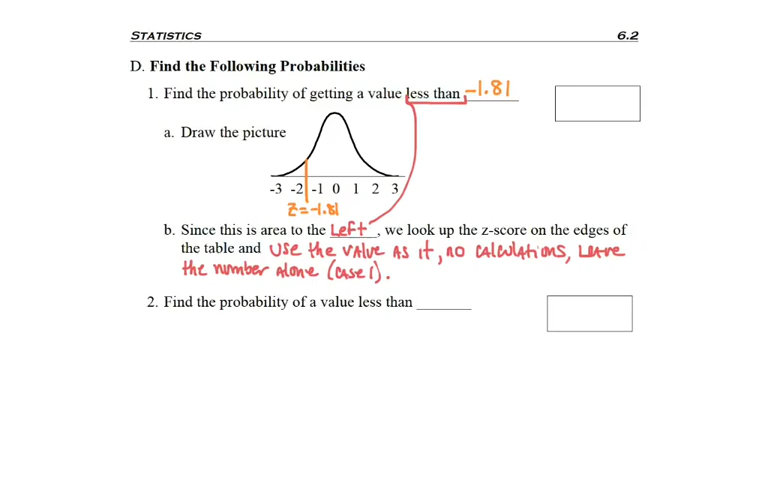 STATISTICS 6.2
D. Find the Following Probabilities
1. Find the probability of getting a value less than -1.81
a. Draw the picture
-3 -2 -1 0 1 2 3
Z=-1.81
b. Since this is area to the Left, we look up the z-score on the edges of
the table and USE the VALUE AS it, NO CALCULATIONS, LEAVE
the NUMBER ALONE (CASE 1).
2. Find the probability of a value less than